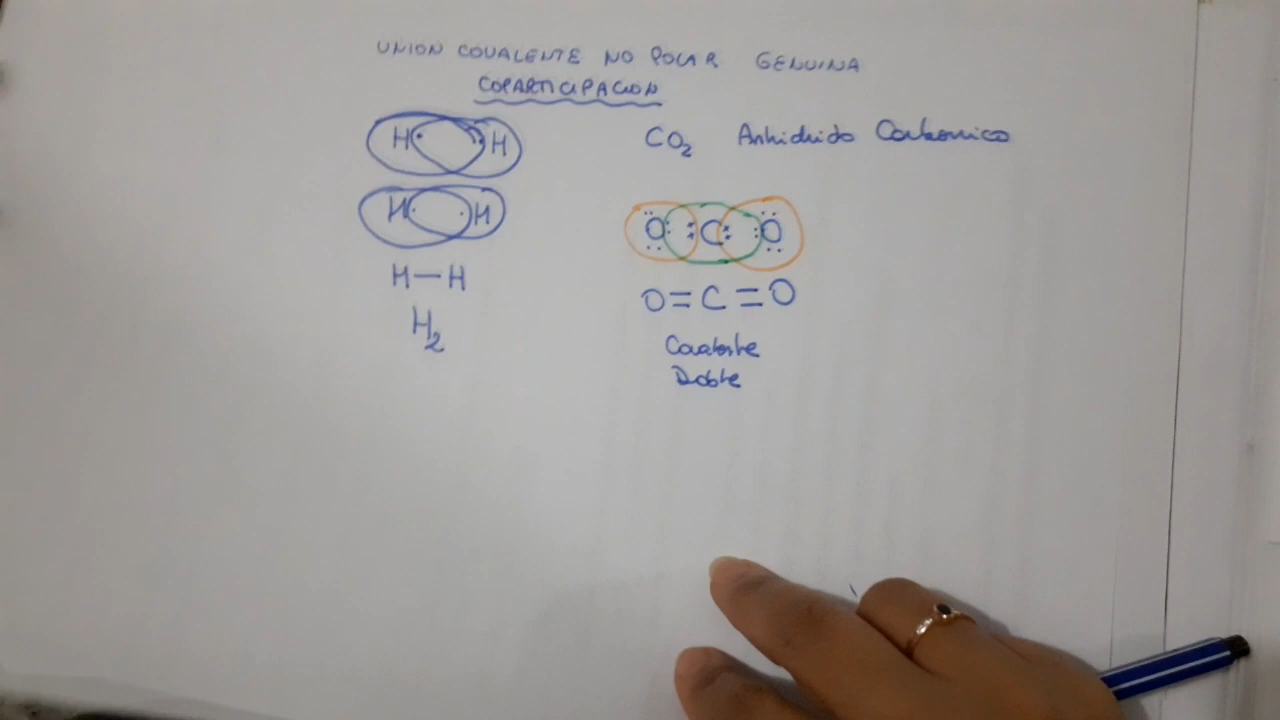 UNION COVALENTE NO POLAR GENUINA
COPARTICIPACION
H H
H H
H—H
H2
CO2 Anhidrido Carbonico
O C O
O=C=O
Covalente
Doble